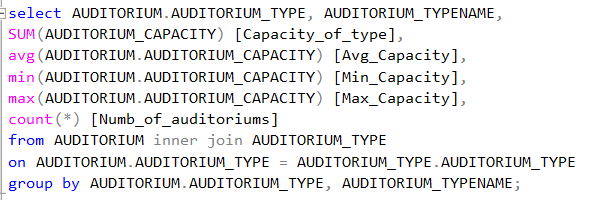 select AUDITORIUM.AUDITORIUM_TYPE, AUDITORIUM_TYPENAME,
SUM(AUDITORIUM_CAPACITY) [Capacity_of_type],
avg(AUDITORIUM.AUDITORIUM_CAPACITY) [Avg_Capacity],
min(AUDITORIUM.AUDITORIUM_CAPACITY) [Min_Capacity],
max(AUDITORIUM.AUDITORIUM_CAPACITY) [Max_Capacity],
count(*) [Numb_of_auditoriums]
from AUDITORIUM inner join AUDITORIUM_TYPE
on AUDITORIUM.AUDITORIUM_TYPE = AUDITORIUM_TYPE.AUDITORIUM_TYPE
group by AUDITORIUM.AUDITORIUM_TYPE, AUDITORIUM_TYPENAME;